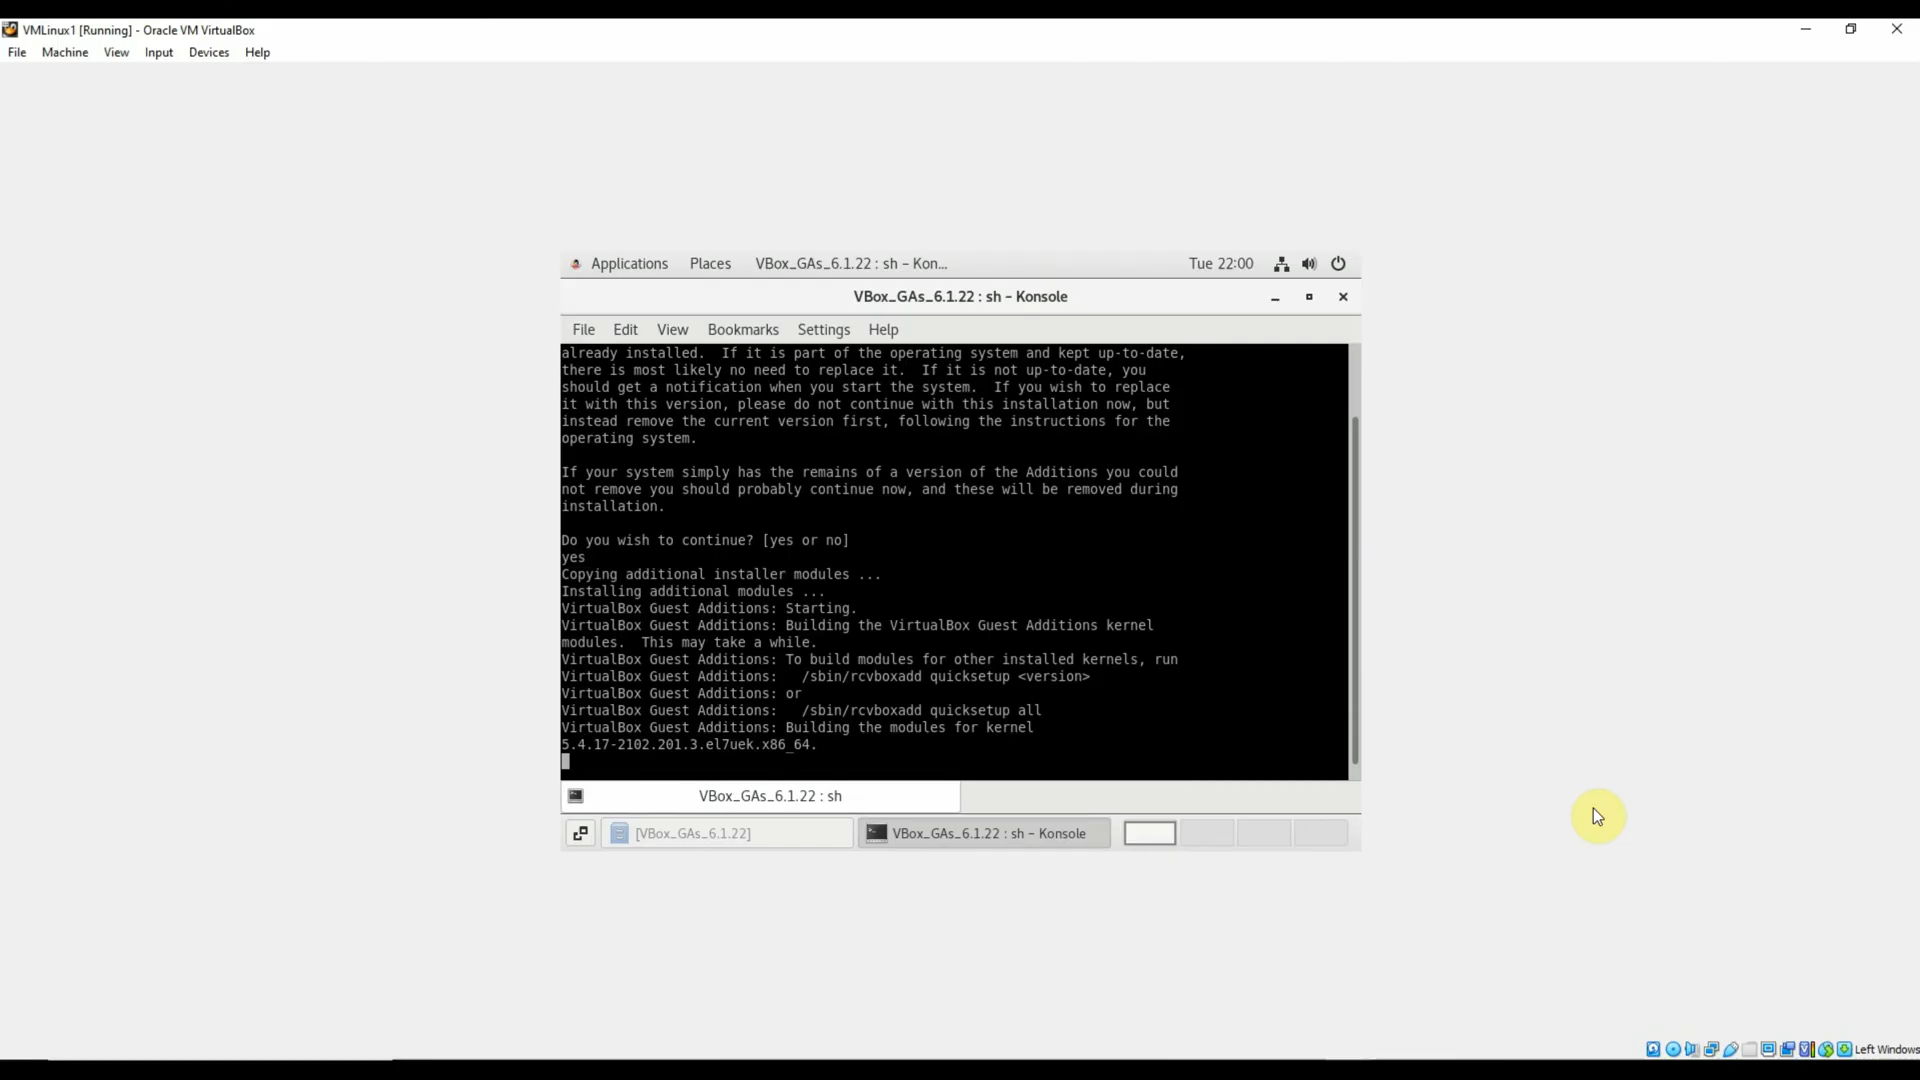 VMLinux1 [Running] - Oracle VM VirtualBox
File Machine View Input Devices Help
Applications Places VBox_GAs_6.1.22 : sh – Kon... Tue 22:00
VBox_GAs_6.1.22 : sh – Konsole
File Edit View Bookmarks Settings Help
already installed.  If it is part of the operating system and kept up-to-date,
there is most likely no need to replace it.  If it is not up-to-date, you
should get a notification when you start the system.  If you wish to replace
it with this version, please do not continue with this installation now, but
instead remove the current version first, following the instructions for the
operating system.
If your system simply has the remains of a version of the Additions you could
not remove you should probably continue now, and these will be removed during
installation.
Do you wish to continue? [yes or no]
yes
Copying additional installer modules ...
Installing additional modules ...
VirtualBox Guest Additions: Starting.
VirtualBox Guest Additions: Building the VirtualBox Guest Additions kernel
modules.  This may take a while.
VirtualBox Guest Additions: To build modules for other installed kernels, run
VirtualBox Guest Additions:   /sbin/rcvboxadd quicksetup <version>
VirtualBox Guest Additions: or
VirtualBox Guest Additions:   /sbin/rcvboxadd quicksetup all
VirtualBox Guest Additions: Building the modules for kernel
5.4.17-2102.201.3.el7uek.x86_64.
VBox_GAs_6.1.22 : sh
[VBox_GAs_6.1.22] VBox_GAs_6.1.22 : sh – Konsole
Left Windows